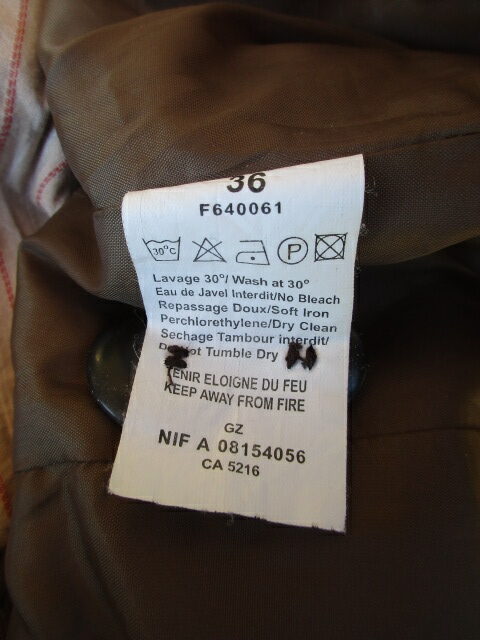 36
F640061
30°C P
Lavage 30°/ Wash at 30°
Eau de Javel Interdit/No Bleach
Repassage Doux/Soft Iron
Perchlorethylene/Dry Clean
Sechage Tambour interdit/
Tumble Dry
TENIR ELOIGNE DU FEU
KEEP AWAY FROM FIRE
GZ
NIF A 08154056
CA 5216